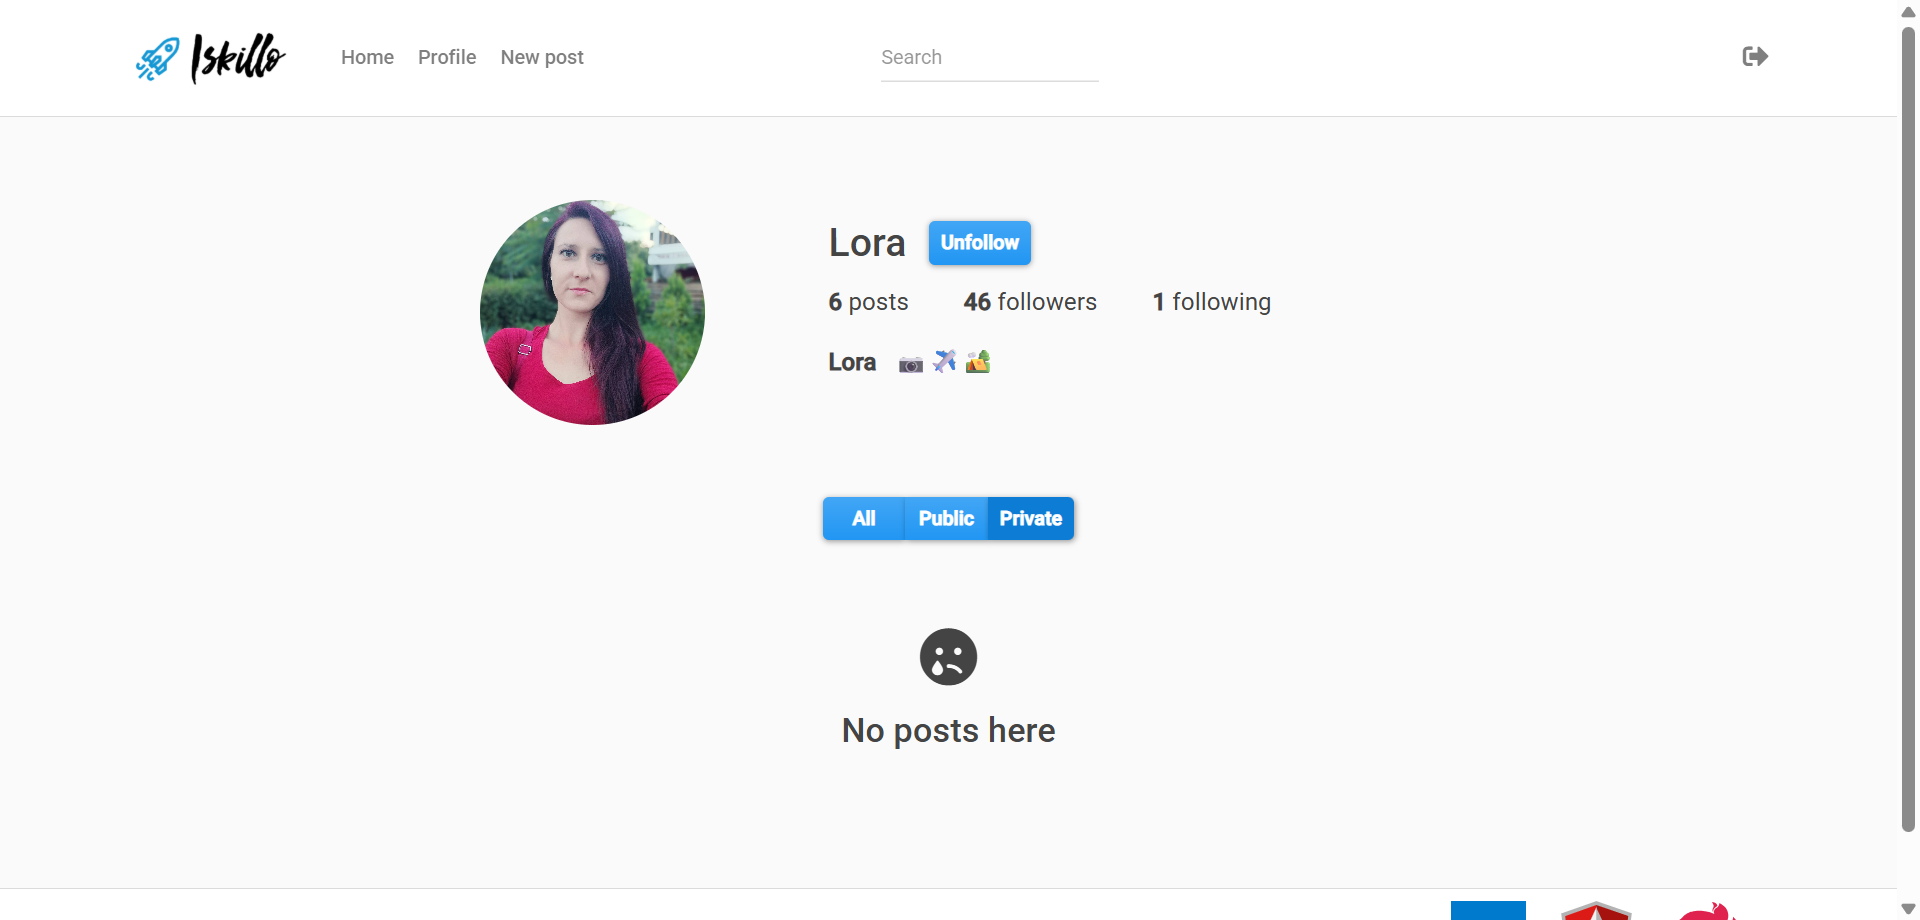 Iskillo Home Profile New post Search
Lora Unfollow
6 posts 46 followers 1 following
Lora 📷 ✈️ 🏕️
All Public Private
No posts here